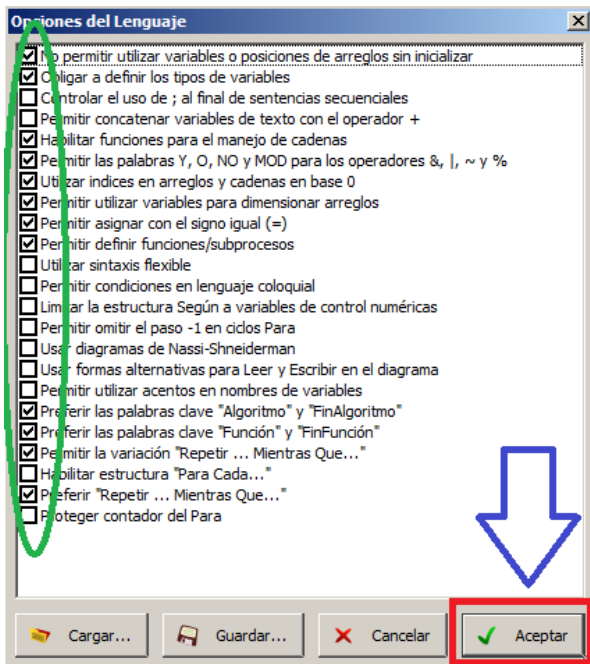 Opciones del Lenguaje
No permitir utilizar variables o posiciones de arreglos sin inicializar
Obligar a definir los tipos de variables
Controlar el uso de ; al final de sentencias secuenciales
Permitir concatenar variables de texto con el operador +
Habilitar funciones para el manejo de cadenas
Permitir las palabras Y, O, NO y MOD para los operadores &, |, ~ y %
Utilizar indices en arreglos y cadenas en base 0
Permitir utilizar variables para dimensionar arreglos
Permitir asignar con el signo igual (=)
Permitir definir funciones/subprocesos
Utilizar sintaxis flexible
Permitir condiciones en lenguaje coloquial
Limitar la estructura Según a variables de control numéricas
Permitir omitir el paso -1 en ciclos Para
Usar diagramas de Nassi-Shneiderman
Usar formas alternativas para Leer y Escribir en el diagrama
Permitir utilizar acentos en nombres de variables
Preferir las palabras clave "Algoritmo" y "FinAlgoritmo"
Preferir las palabras clave "Función" y "FinFunción"
Permitir la variación "Repetir ... Mientras Que..."
Habilitar estructura "Para Cada..."
Preferir "Repetir ... Mientras Que..."
Proteger contador del Para
Cargar... Guardar... Cancelar Aceptar